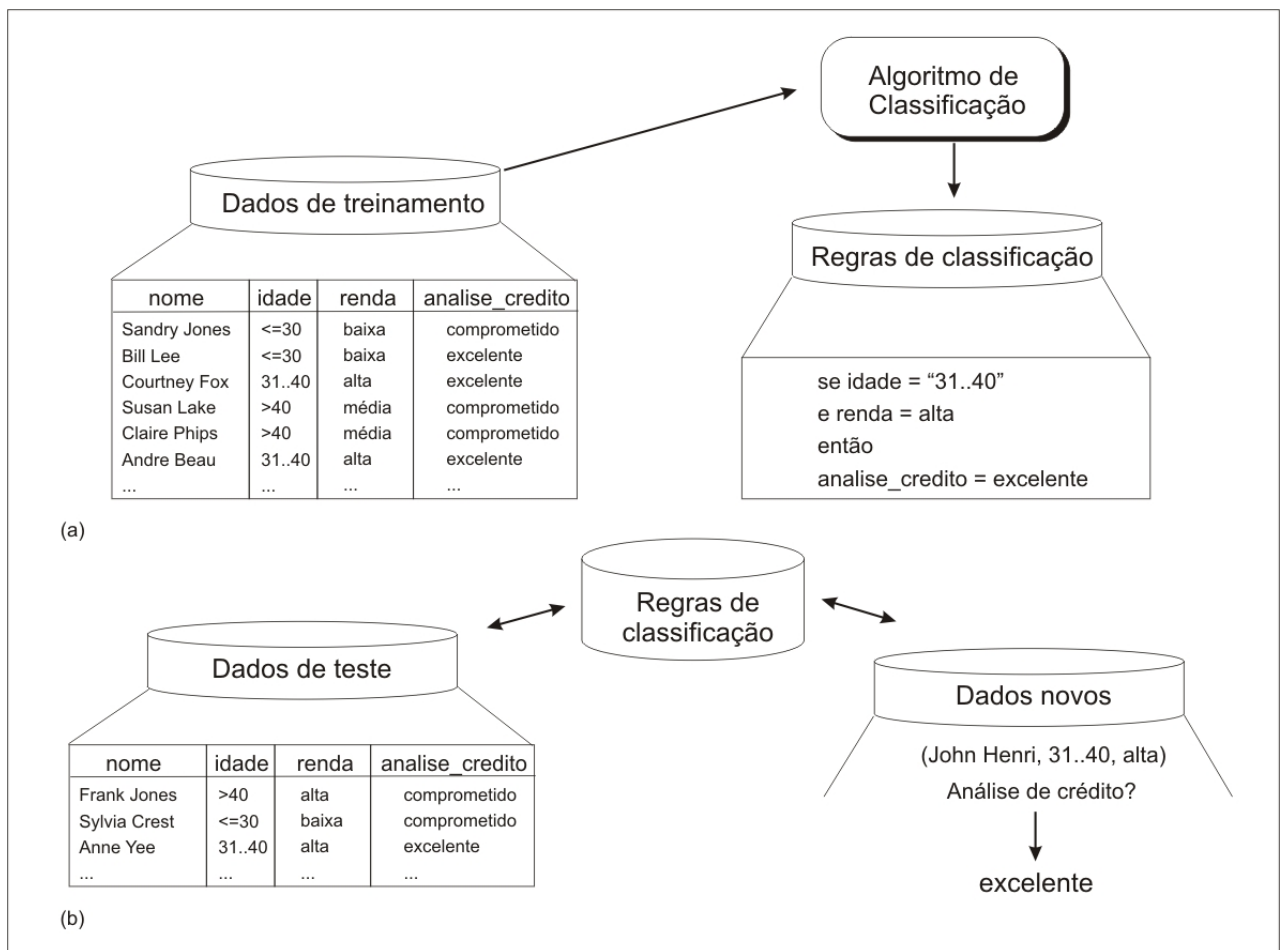 Algoritmo de
Classificação
Dados de treinamento
Regras de classificação
nome idade renda analise_credito
Sandry Jones <=30 baixa comprometido
Bill Lee <=30 baixa excelente
Courtney Fox 31..40 alta excelente
Susan Lake >40 média comprometido
Claire Phips >40 média comprometido
Andre Beau 31..40 alta excelente
... ... ... ...
se idade = “31..40”
e renda = alta
então
analise_credito = excelente
(a)
Regras de
classificação
Dados de teste
nome idade renda analise_credito
Frank Jones >40 alta comprometido
Sylvia Crest <=30 baixa comprometido
Anne Yee 31..40 alta excelente
... ... ... ...
Dados novos
(John Henri, 31..40, alta)
Análise de crédito?
excelente
(b)